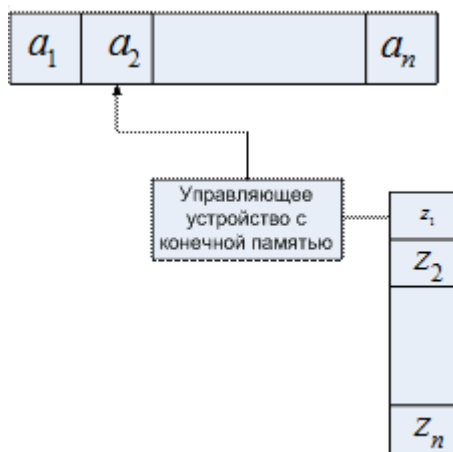 a₁ a₂ aₙ
Управляющее
устройство с
конечной памятью
z₁
Z₂
Zₙ